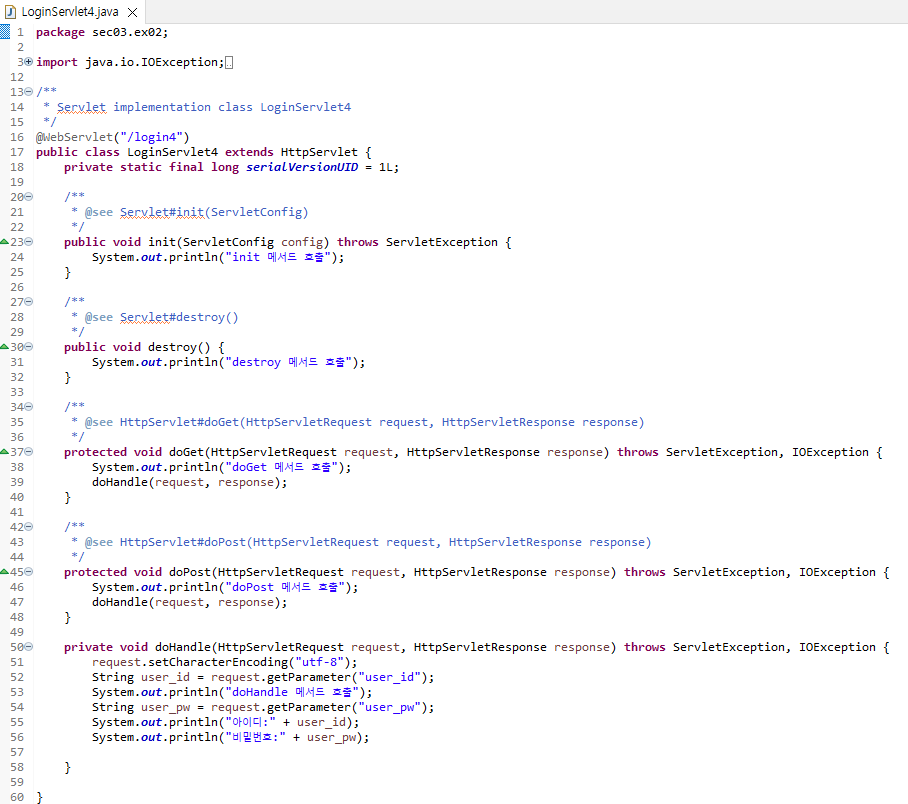 LoginServlet4.java
1 package sec03.ex02;
2
3 import java.io.IOException;
12
13 /**
14  * Servlet implementation class LoginServlet4
15  */
16 @WebServlet("/login4")
17 public class LoginServlet4 extends HttpServlet {
18     private static final long serialVersionUID = 1L;
19
20     /**
21      * @see Servlet#init(ServletConfig)
22      */
23     public void init(ServletConfig config) throws ServletException {
24         System.out.println("init 메서드 호출");
25     }
26
27     /**
28      * @see Servlet#destroy()
29      */
30     public void destroy() {
31         System.out.println("destroy 메서드 호출");
32     }
33
34     /**
35      * @see HttpServlet#doGet(HttpServletRequest request, HttpServletResponse response)
36      */
37     protected void doGet(HttpServletRequest request, HttpServletResponse response) throws ServletException, IOException {
38         System.out.println("doGet 메서드 호출");
39         doHandle(request, response);
40     }
41
42     /**
43      * @see HttpServlet#doPost(HttpServletRequest request, HttpServletResponse response)
44      */
45     protected void doPost(HttpServletRequest request, HttpServletResponse response) throws ServletException, IOException {
46         System.out.println("doPost 메서드 호출");
47         doHandle(request, response);
48     }
49
50     private void doHandle(HttpServletRequest request, HttpServletResponse response) throws ServletException, IOException {
51         request.setCharacterEncoding("utf-8");
52         String user_id = request.getParameter("user_id");
53         System.out.println("doHandle 메서드 호출");
54         String user_pw = request.getParameter("user_pw");
55         System.out.println("아이디:" + user_id);
56         System.out.println("비밀번호:" + user_pw);
57
58     }
59
60 }